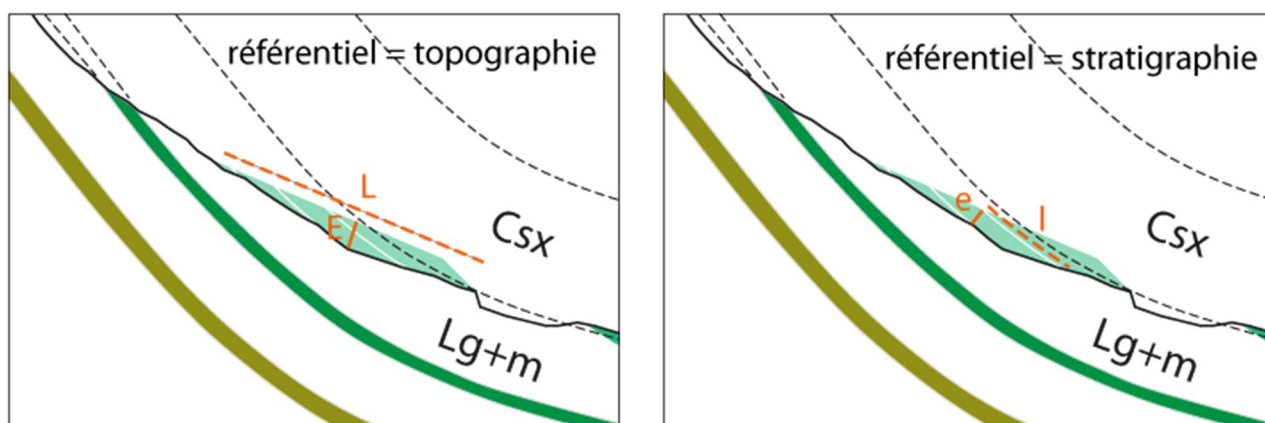 référentiel = topographie
L
E
Csx
Lg+m
référentiel = stratigraphie
e
l
Csx
Lg+m